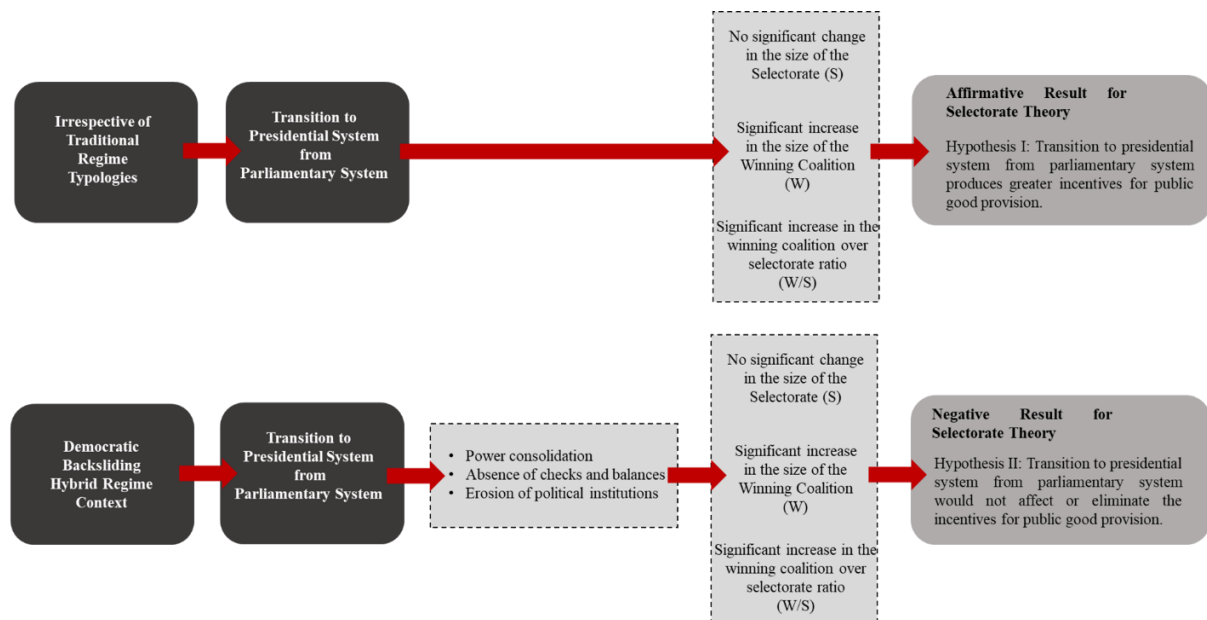 Irrespective of
Traditional
Regime
Typologies
Transition to
Presidential System
from
Parliamentary System
No significant change
in the size of the
Selectorate (S)
Significant increase
in the size of the
Winning Coalition
(W)
Significant increase in the
winning coalition over
selectorate ratio
(W/S)
Affirmative Result for
Selectorate Theory
Hypothesis I: Transition to presidential
system from parliamentary system
produces greater incentives for public
good provision.
Democratic
Backsliding
Hybrid Regime
Context
Transition to
Presidential System
from
Parliamentary System
• Power consolidation
• Absence of checks and balances
• Erosion of political institutions
No significant change
in the size of the
Selectorate (S)
Significant increase
in the size of the
Winning Coalition
(W)
Significant increase in the
winning coalition over
selectorate ratio
(W/S)
Negative Result for
Selectorate Theory
Hypothesis II: Transition to presidential
system from parliamentary system
would not affect or eliminate the
incentives for public good provision.